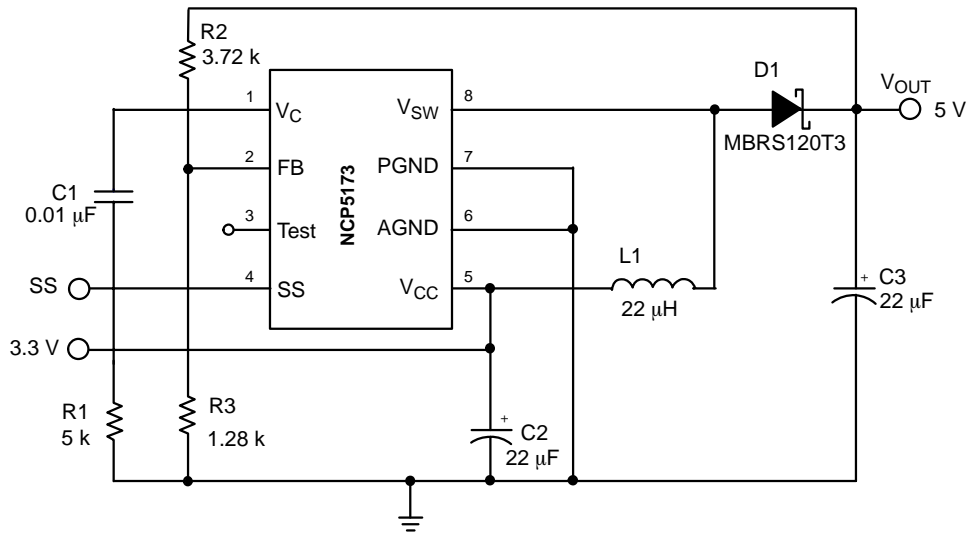 R2
3.72 k
D1
V_OUT
5 V
MBRS120T3
1
V_C
V_SW
8
2
FB
PGND
7
C1
0.01 µF
NCP5173
3
Test
AGND
6
L1
22 µH
SS
4
SS
V_CC
5
+
C3
22 µF
3.3 V
R1
5 k
R3
1.28 k
+
C2
22 µF